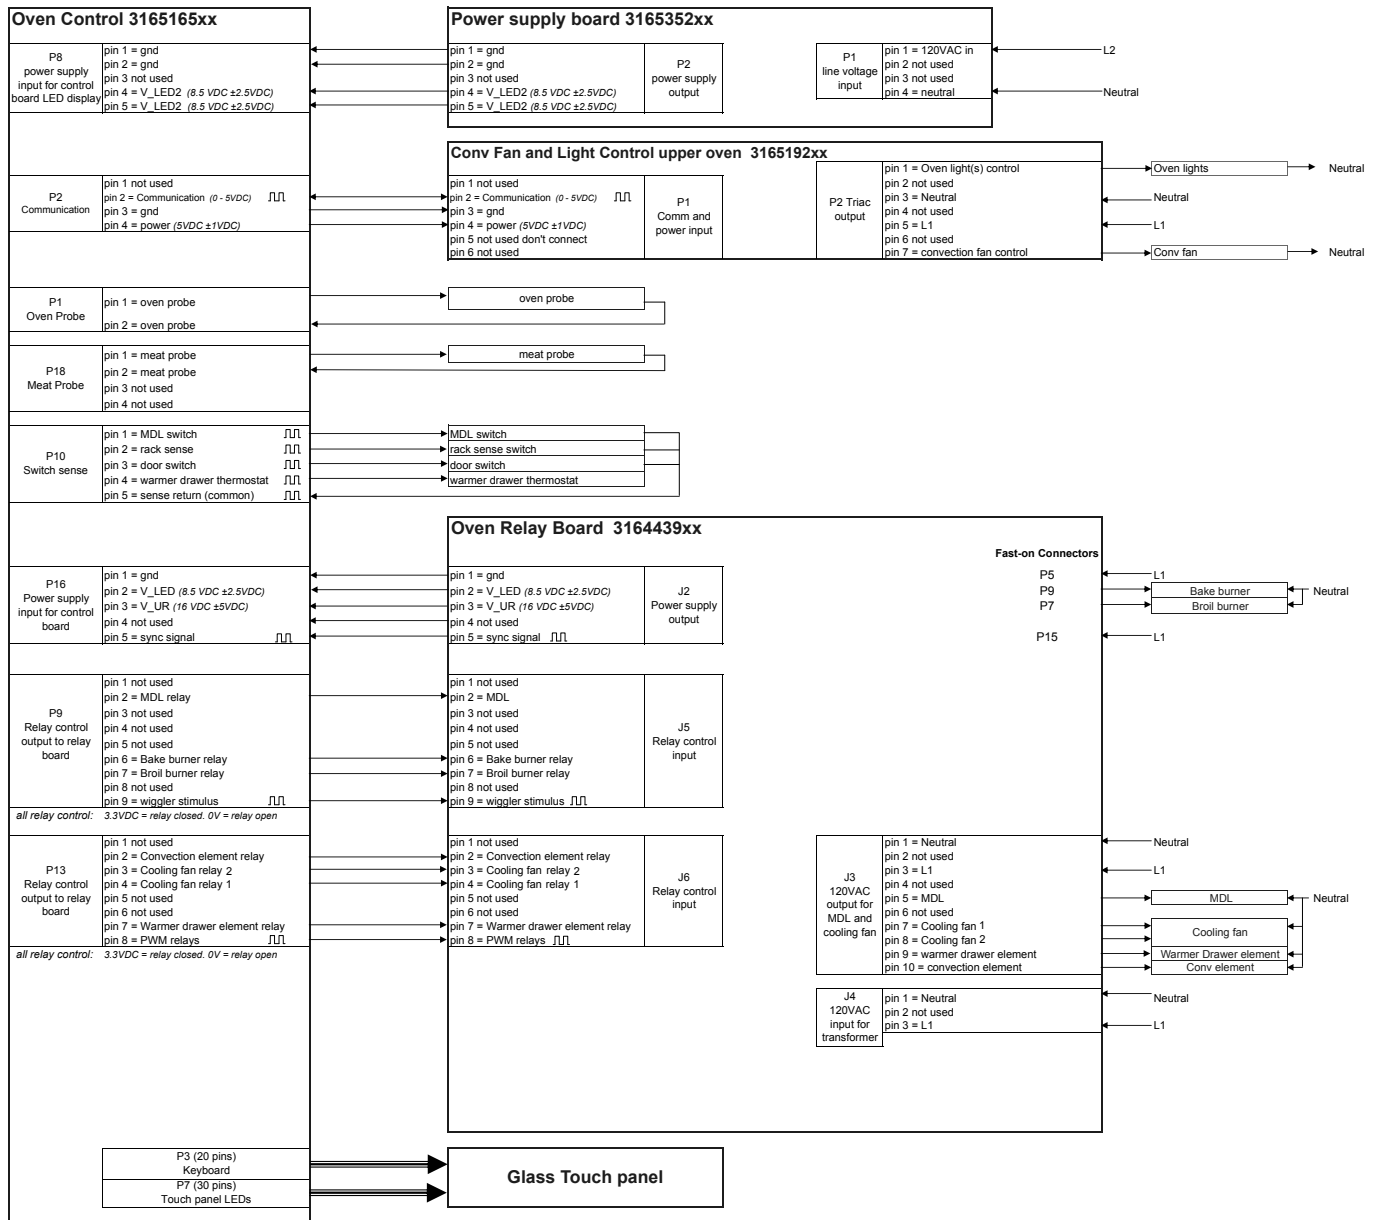 Oven Control 3165165xx
P8
power supply
input for control
board LED display
pin 1 = gnd
pin 2 = gnd
pin 3 not used
pin 4 = V_LED2 (8.5 VDC ±2.5VDC)
pin 5 = V_LED2 (8.5 VDC ±2.5VDC)
Power supply board 3165352xx
pin 1 = gnd
pin 2 = gnd
pin 3 not used
pin 4 = V_LED2 (8.5 VDC ±2.5VDC)
pin 5 = V_LED2 (8.5 VDC ±2.5VDC)
P2
power supply
output
P1
line voltage
input
pin 1 = 120VAC in
pin 2 not used
pin 3 not used
pin 4 = neutral
L2
Neutral
P2
Communication
pin 1 not used
pin 2 = Communication (0 - 5VDC)
pin 3 = gnd
pin 4 = power (5VDC ±1VDC)
Conv Fan and Light Control upper oven 3165192xx
pin 1 not used
pin 2 = Communication (0 - 5VDC)
pin 3 = gnd
pin 4 = power (5VDC ±1VDC)
pin 5 not used don't connect
pin 6 not used
P1
Comm and
power input
P2 Triac
output
pin 1 = Oven light(s) control
pin 2 not used
pin 3 = Neutral
pin 4 not used
pin 5 = L1
pin 6 not used
pin 7 = convection fan control
Oven lights
Neutral
Neutral
L1
Conv fan
Neutral
P1
Oven Probe
pin 1 = oven probe
pin 2 = oven probe
oven probe
P18
Meat Probe
pin 1 = meat probe
pin 2 = meat probe
pin 3 not used
pin 4 not used
meat probe
P10
Switch sense
pin 1 = MDL switch
pin 2 = rack sense
pin 3 = door switch
pin 4 = warmer drawer thermostat
pin 5 = sense return (common)
MDL switch
rack sense switch
door switch
warmer drawer thermostat
Oven Relay Board 3164439xx
P16
Power supply
input for control
board
pin 1 = gnd
pin 2 = V_LED (8.5 VDC ±2.5VDC)
pin 3 = V_UR (16 VDC ±5VDC)
pin 4 not used
pin 5 = sync signal
pin 1 = gnd
pin 2 = V_LED (8.5 VDC ±2.5VDC)
pin 3 = V_UR (16 VDC ±5VDC)
pin 4 not used
pin 5 = sync signal
J2
Power supply
output
Fast-on Connectors
P5
P9
P7
P15
L1
Bake burner
Broil burner
Neutral
L1
P9
Relay control
output to relay
board
pin 1 not used
pin 2 = MDL relay
pin 3 not used
pin 4 not used
pin 5 not used
pin 6 = Bake burner relay
pin 7 = Broil burner relay
pin 8 not used
pin 9 = wiggler stimulus
all relay control: 3.3VDC = relay closed. 0V = relay open
pin 1 not used
pin 2 = MDL
pin 3 not used
pin 4 not used
pin 5 not used
pin 6 = Bake burner relay
pin 7 = Broil burner relay
pin 8 not used
pin 9 = wiggler stimulus
J5
Relay control
input
P13
Relay control
output to relay
board
pin 1 not used
pin 2 = Convection element relay
pin 3 = Cooling fan relay 2
pin 4 = Cooling fan relay 1
pin 5 not used
pin 6 not used
pin 7 = Warmer drawer element relay
pin 8 = PWM relays
all relay control: 3.3VDC = relay closed. 0V = relay open
pin 1 not used
pin 2 = Convection element relay
pin 3 = Cooling fan relay 2
pin 4 = Cooling fan relay 1
pin 5 not used
pin 6 not used
pin 7 = Warmer drawer element relay
pin 8 = PWM relays
J6
Relay control
input
J3
120VAC
output for
MDL and
cooling fan
pin 1 = Neutral
pin 2 not used
pin 3 = L1
pin 4 not used
pin 5 = MDL
pin 6 not used
pin 7 = Cooling fan 1
pin 8 = Cooling fan 2
pin 9 = warmer drawer element
pin 10 = convection element
Neutral
L1
MDL
Neutral
Cooling fan
Warmer Drawer element
Conv element
J4
120VAC
input for
transformer
pin 1 = Neutral
pin 2 not used
pin 3 = L1
Neutral
L1
P3 (20 pins)
Keyboard
P7 (30 pins)
Touch panel LEDs
Glass Touch panel